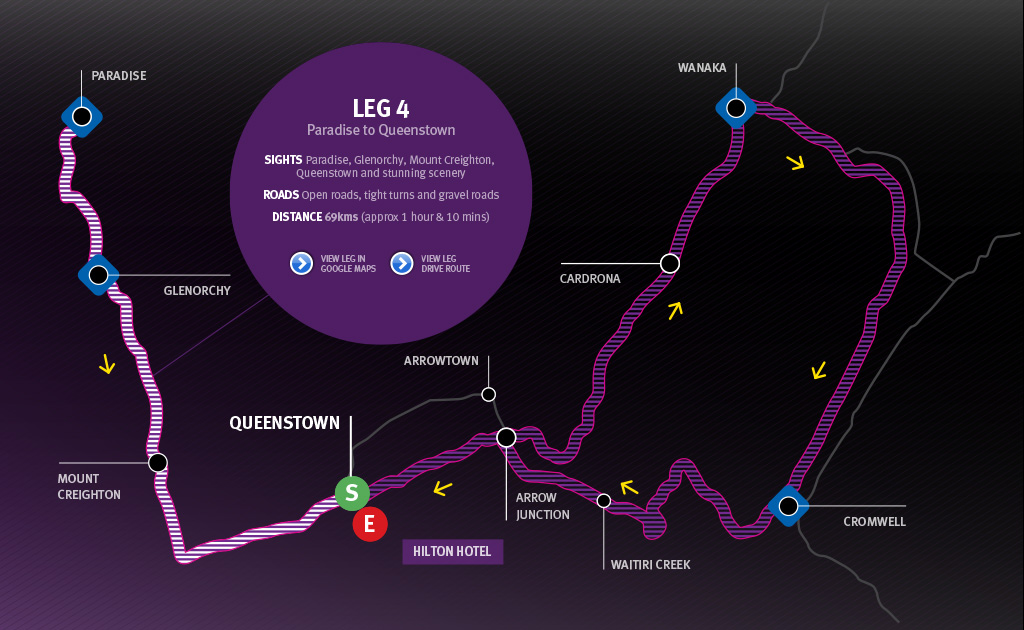 PARADISE
WANAKA
LEG 4
Paradise to Queenstown
SIGHTS Paradise, Glenorchy, Mount Creighton,
Queenstown and stunning scenery
ROADS Open roads, tight turns and gravel roads
DISTANCE 69kms (approx 1 hour & 10 mins)
VIEW LEG IN
GOOGLE MAPS
VIEW LEG
DRIVE ROUTE
GLENORCHY
CARDRONA
ARROWTOWN
QUEENSTOWN
MOUNT
CREIGHTON
S
E
ARROW
JUNCTION
CROMWELL
HILTON HOTEL
WAITIRI CREEK